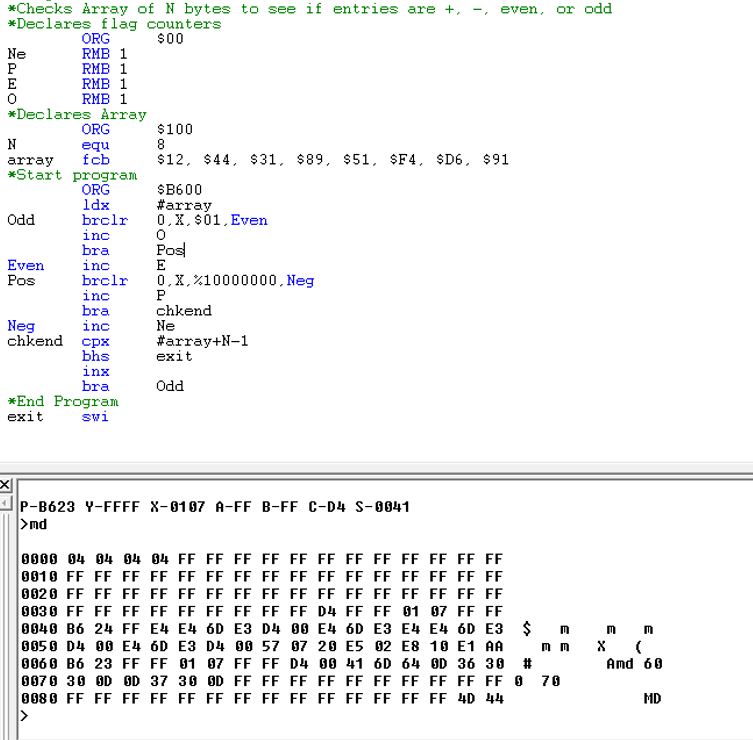 *Checks Array of N bytes to see if entries are +, -, even, or odd
*Declares flag counters
ORG $00
Ne RMB 1
P RMB 1
E RMB 1
O RMB 1
*Declares Array
ORG $100
N equ 8
array fcb $12, $44, $31, $89, $51, $F4, $D6, $91
*Start program
ORG $B600
ldx #array
Odd brclr 0,X,$01,Even
inc O
bra Pos
Even inc E
Pos brclr 0,X,%10000000,Neg
inc P
bra chkend
Neg inc Ne
chkend cpx #array+N-1
bhs exit
inx
bra Odd
*End Program
exit swi
P-B623 Y-FFFF X-0107 A-FF B-FF C-D4 S-0041
>md
0000 04 04 04 04 FF FF FF FF FF FF FF FF FF FF FF FF
0010 FF FF FF FF FF FF FF FF FF FF FF FF FF FF FF FF
0020 FF FF FF FF FF FF FF FF FF FF FF FF FF FF FF FF
0030 FF FF FF FF FF FF FF FF FF D4 FF FF 01 07 FF FF
0040 B6 24 FF E4 E4 6D E3 D4 00 E4 6D E3 E4 E4 6D E3 $ m m m
0050 D4 00 E4 6D E3 D4 00 57 07 20 E5 02 E8 10 E1 AA m m X (
0060 B6 23 FF FF 01 07 FF FF D4 00 41 6D 64 0D 36 30 # Amd 60
0070 30 0D 0D 37 30 0D FF FF FF FF FF FF FF FF FF FF 0 70
0080 FF FF FF FF FF FF FF FF FF FF FF FF FF FF 4D 44 MD
>